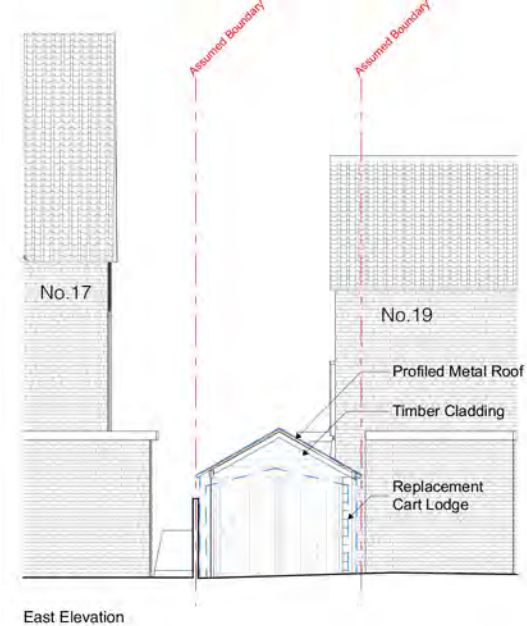 Assumed Boundary
Assumed Boundary
No.17
No.19
Profiled Metal Roof
Timber Cladding
Replacement
Cart Lodge
East Elevation